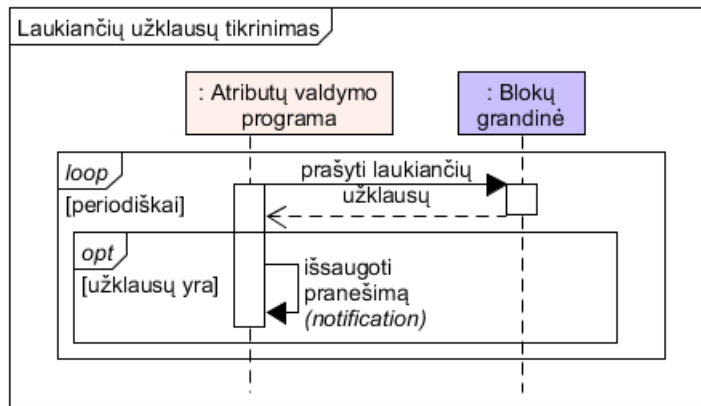 Laukiančių užklausų tikrinimas
: Atributų valdymo
programa
: Blokų
grandinė
loop
[periodiškai]
prašyti laukiančių
užklausų
opt
[užklausų yra]
išsaugoti
pranešimą
(notification)